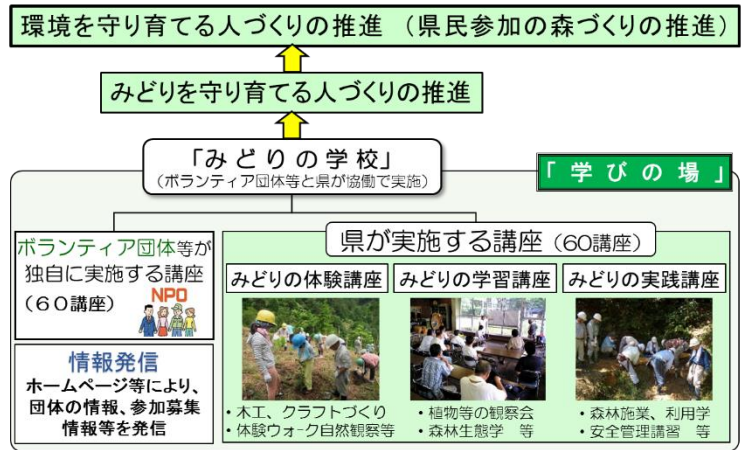 環境を守り育てる人づくりの推進 （県民参加の森づくりの推進）
みどりを守り育てる人づくりの推進
「みどりの学校」
（ボランティア団体等と県が協働で実施）
「学びの場」
ボランティア団体等が
独自に実施する講座
（６０講座）
NPO
情報発信
ホームページ等により、
団体の情報、参加募集
情報等を発信
県が実施する講座（60講座）
みどりの体験講座
・木工、クラフトづくり
・体験ウォーク自然観察等
みどりの学習講座
・植物等の観察会
・森林生態学 等
みどりの実践講座
・森林施業、利用学
・安全管理講習 等